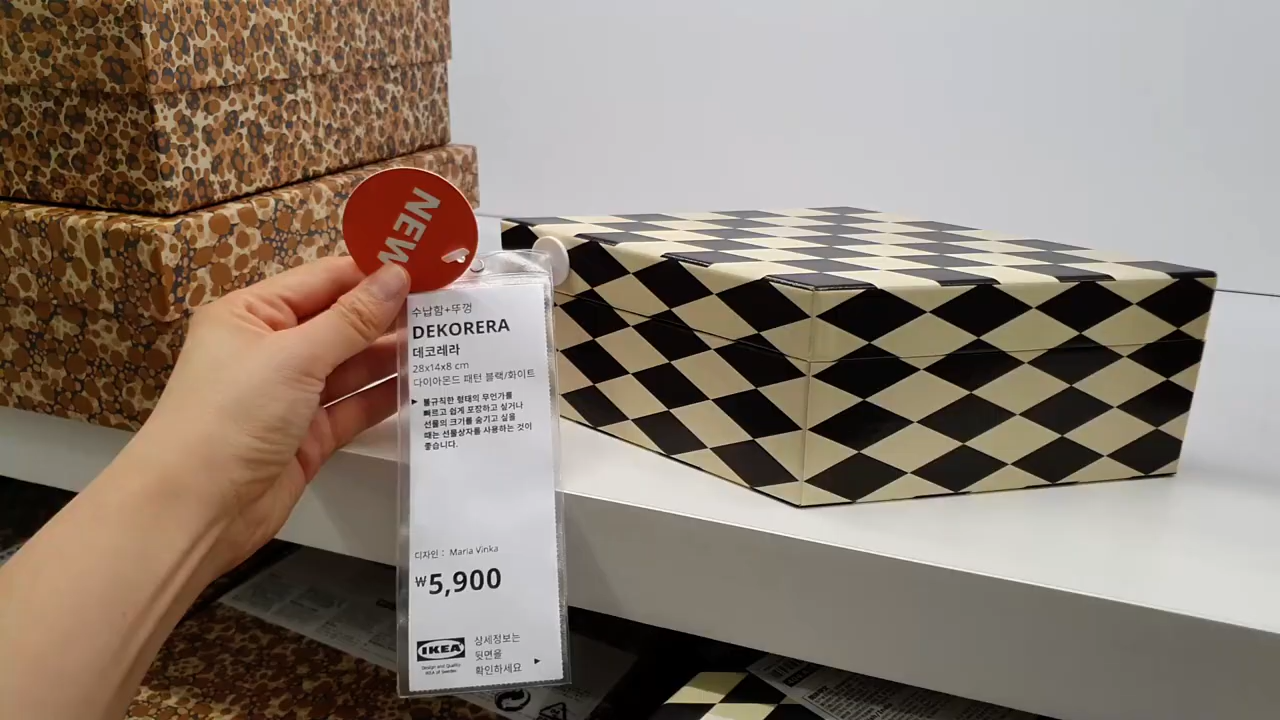 NEW
수납함+뚜껑
DEKORERA
데코레라
28x14x8 cm
다이아몬드 패턴 블랙/화이트
▶ 불규칙한 형태의 무언가를
빠르고 쉽게 포장하고 싶거나
선물의 크기를 숨기고 싶을
때는 선물상자를 사용하는 것이
좋습니다.
디자인 : Maria Vinka
₩5,900
IKEA
Design and Quality
IKEA of Sweden
상세정보는
뒷면을
확인하세요 ▶